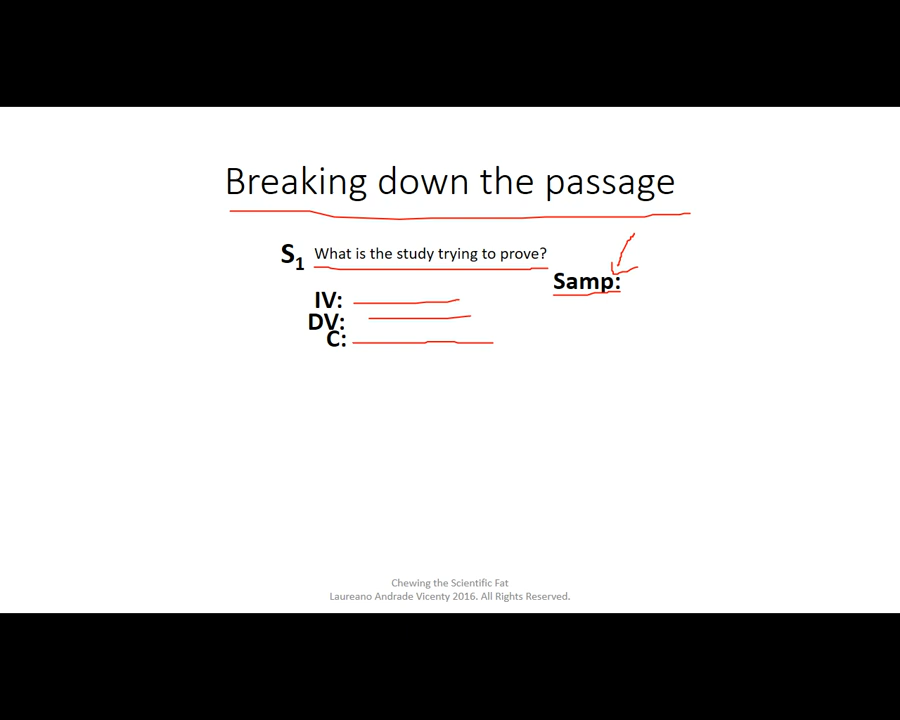 Breaking down the passage
S1 What is the study trying to prove?
Samp:
IV:
DV:
C:
Chewing the Scientific Fat
Laureano Andrade Vicenty 2016. All Rights Reserved.